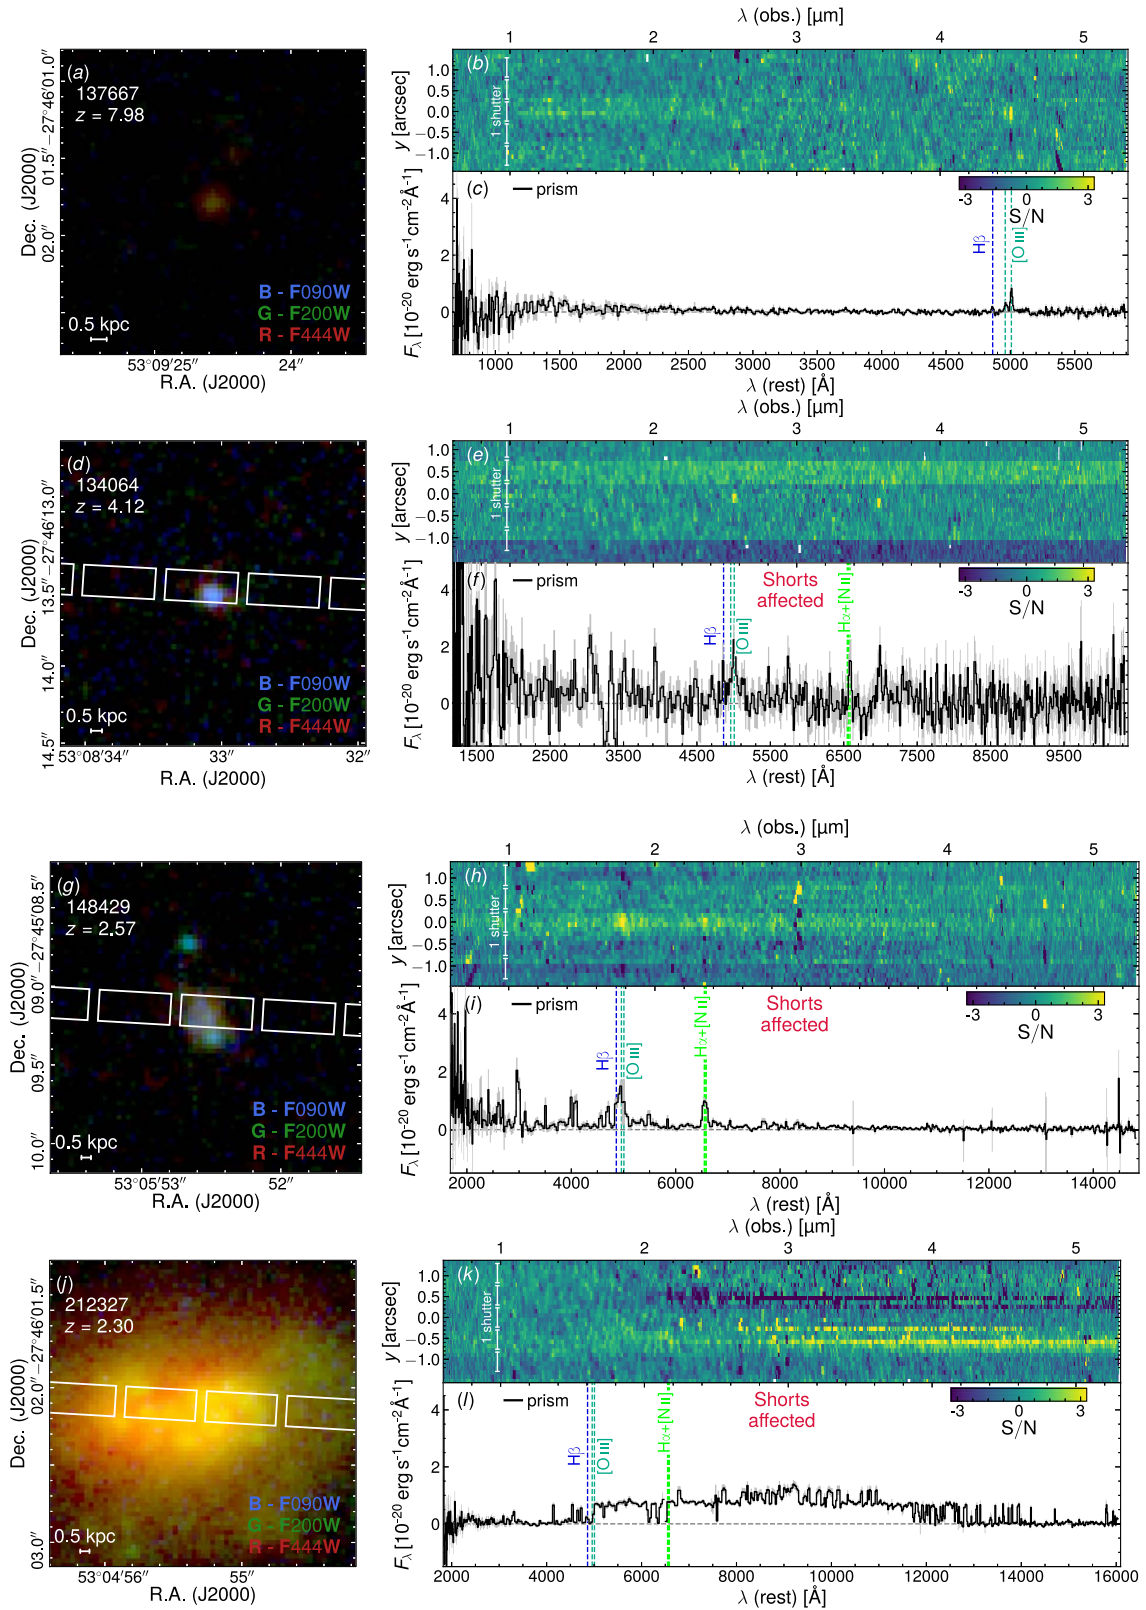 (a)
137667
z = 7.98
B - F090W
G - F200W
R - F444W
0.5 kpc
Dec. (J2000)
−27°46′01.0″
01.5″
02.0″
53°09′25″
24″
R.A. (J2000)
λ (obs.) [μm]
1
2
3
4
5
(b)
y [arcsec]
1.0
0.5
0.0
−0.5
−1.0
1 shutter
(c)
prism
-3
0
3
S/N
Hβ
[O III]
Fλ [10⁻²⁰ erg s⁻¹cm⁻²Å⁻¹]
4
2
0
1000
1500
2000
2500
3000
3500
4000
4500
5000
5500
λ (rest) [Å]
(d)
134064
z = 4.12
B - F090W
G - F200W
R - F444W
0.5 kpc
Dec. (J2000)
−27°46′13.0″
13.5″
14.0″
14.5″
53°08′34″
33″
32″
R.A. (J2000)
λ (obs.) [μm]
1
2
3
4
5
(e)
y [arcsec]
1.0
0.5
0.0
−0.5
−1.0
1 shutter
(f)
prism
Shorts
affected
-3
0
3
S/N
Hβ
[O III]
Hα+[N II]
Fλ [10⁻²⁰ erg s⁻¹cm⁻²Å⁻¹]
4
2
0
1500
2500
3500
4500
5500
6500
7500
8500
9500
λ (rest) [Å]
(g)
148429
z = 2.57
B - F090W
G - F200W
R - F444W
0.5 kpc
Dec. (J2000)
−27°45′08.5″
09.0″
09.5″
10.0″
53°05′53″
52″
R.A. (J2000)
λ (obs.) [μm]
1
2
3
4
5
(h)
y [arcsec]
1.0
0.5
0.0
−0.5
−1.0
1 shutter
(i)
prism
Shorts
affected
-3
0
3
S/N
Hβ
[O III]
Hα+[N II]
Fλ [10⁻²⁰ erg s⁻¹cm⁻²Å⁻¹]
4
2
0
2000
4000
6000
8000
10000
12000
14000
λ (rest) [Å]
(j)
212327
z = 2.30
B - F090W
G - F200W
R - F444W
0.5 kpc
Dec. (J2000)
−27°46′01.5″
02.0″
03.0″
53°04′56″
55″
R.A. (J2000)
λ (obs.) [μm]
1
2
3
4
5
(k)
y [arcsec]
1.0
0.5
0.0
−0.5
−1.0
1 shutter
(l)
prism
Shorts
affected
-3
0
3
S/N
Hβ
[O III]
Hα+[N II]
Fλ [10⁻²⁰ erg s⁻¹cm⁻²Å⁻¹]
4
2
0
2000
4000
6000
8000
10000
12000
14000
16000
λ (rest) [Å]